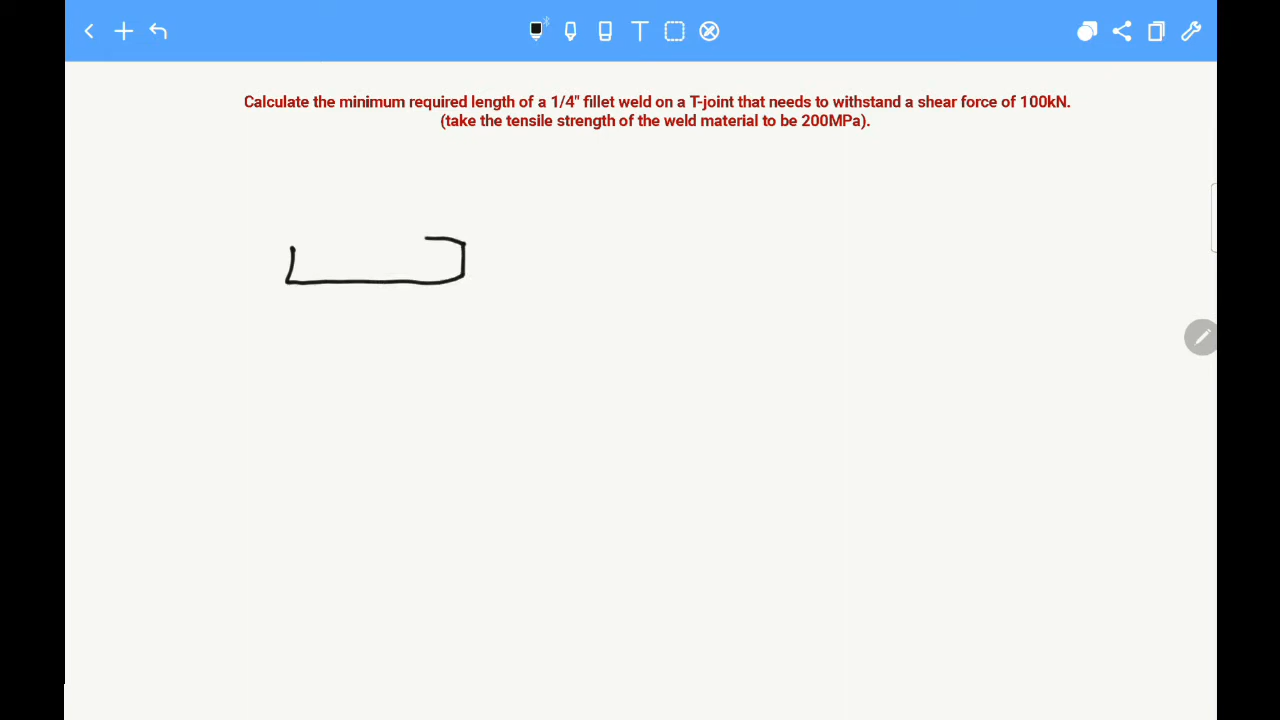 Calculate the minimum required length of a 1/4" fillet weld on a T-joint that needs to withstand a shear force of 100kN.
(take the tensile strength of the weld material to be 200MPa).